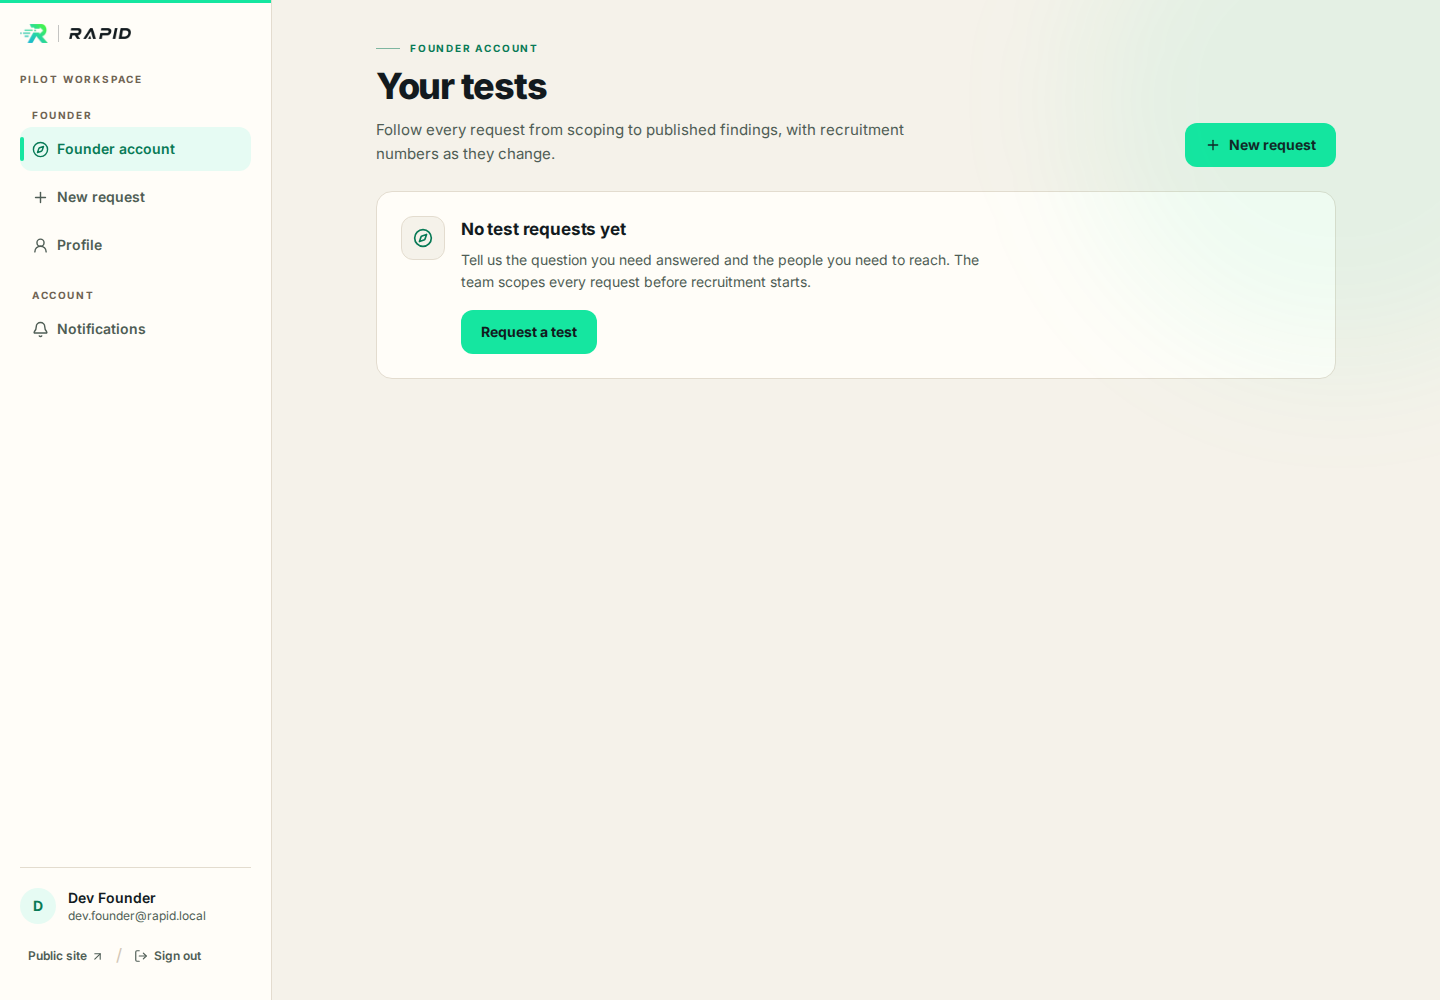 RAPID
PILOT WORKSPACE
FOUNDER
Founder account
New request
Profile
ACCOUNT
Notifications
D
Dev Founder
dev.founder@rapid.local
Public site
/
Sign out
FOUNDER ACCOUNT
Your tests
Follow every request from scoping to published findings, with recruitment
numbers as they change.
New request
No test requests yet
Tell us the question you need answered and the people you need to reach. The
team scopes every request before recruitment starts.
Request a test